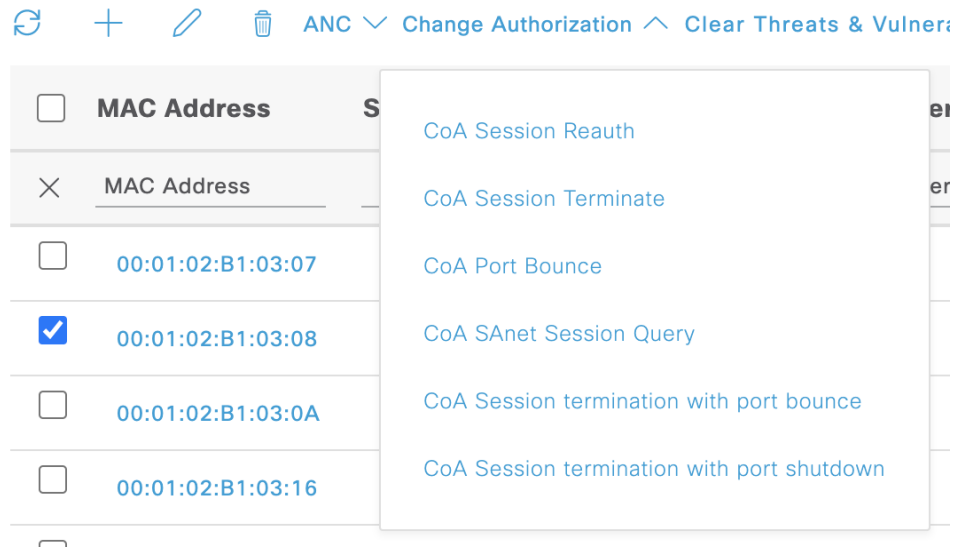 ANC Change Authorization Clear Threats & Vulnera
MAC Address S er
MAC Address er
CoA Session Reauth
CoA Session Terminate
CoA Port Bounce
CoA SAnet Session Query
CoA Session termination with port bounce
CoA Session termination with port shutdown
00:01:02:B1:03:07
00:01:02:B1:03:08
00:01:02:B1:03:0A
00:01:02:B1:03:16